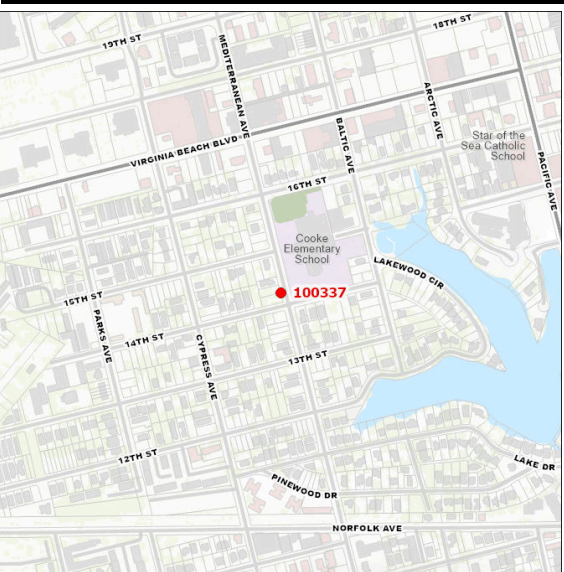 18TH ST
19TH ST
MEDITERRANEAN AVE
ARCTIC AVE
BALTIC AVE
Star of the
Sea Catholic
School
VIRGINIA BEACH BLVD
PACIFIC AVE
16TH ST
Cooke
Elementary
School
LAKEWOOD CIR
100337
15TH ST
PARKS AVE
14TH ST
CYPRESS AVE
13TH ST
12TH ST
LAKE DR
PINEWOOD DR
NORFOLK AVE